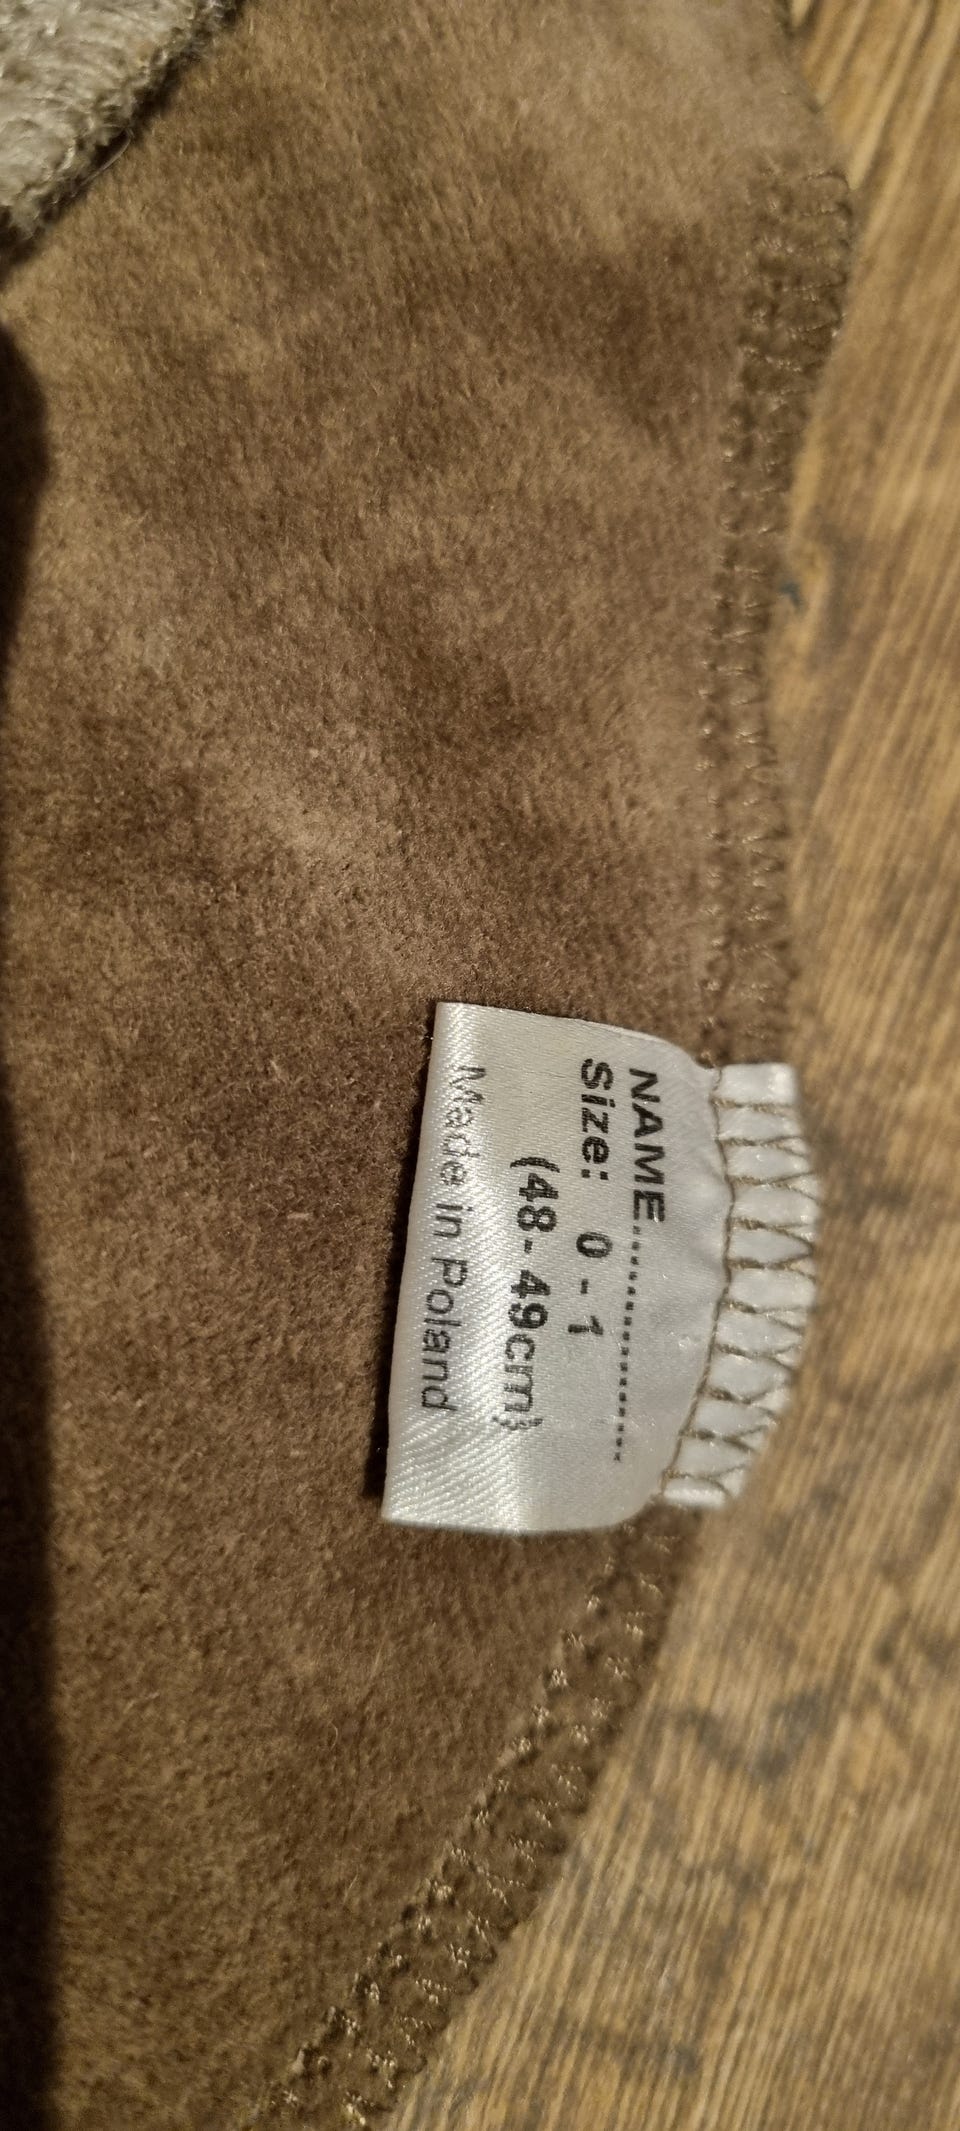 NAME........................
Size: 0 - 1
(48- 49cm)
Made in Poland